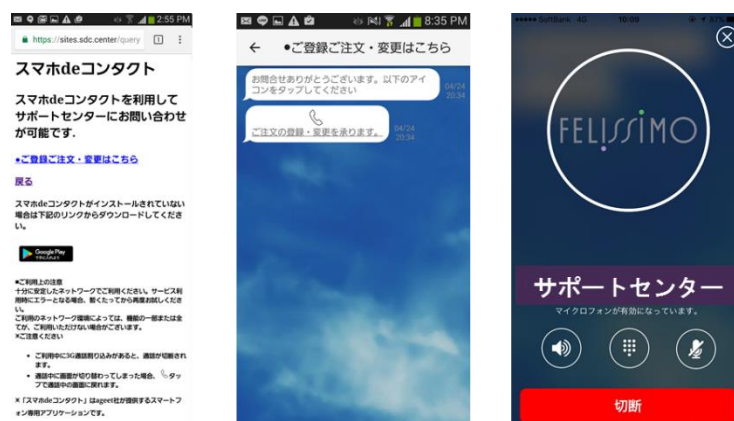 2:55 PM
https://sites.sdc.center/query
1
スマホdeコンタクト
スマホdeコンタクトを利用して
サポートセンターにお問い合わせ
が可能です.
•ご登録ご注文・変更はこちら
戻る
スマホdeコンタクトがインストールされていない
場合は下記のリンクからダウンロードしてくださ
い。
Google Play
で手に入れよう
•ご利用上の注意
十分に安定したネットワークでご利用ください。サービス利
用時にエラーとなる場合、暫くたってから再度お試しくださ
い。
ご利用のネットワーク環境によっては、機能の一部または全
てが、ご利用いただけない場合がございます。
×ご注意ください
• ご利用中に3G通話割り込みがあると、通話が切断され
ます。
• 通話中に画面が切り替わってしまった場合、 タッ
プで通話中の画面に戻れます。
×「スマホdeコンタクト」はageet社が提供するスマートフ
ォン専用アプリケーションです。
8:35 PM
← •ご登録ご注文・変更はこちら
お問合せありがとうございます。以下のアイ
コンをタップしてください
04/24
20:34
ご注文の登録・変更を承ります。
04/24
20:34
SoftBank 4G 10:09 87%
FELISSIMO
サポートセンター
マイクロフォンが有効になっています。
切断